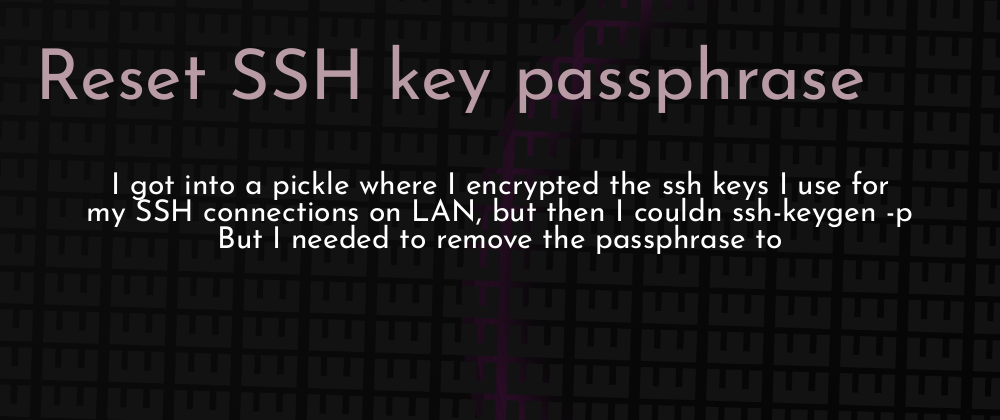 Reset SSH key passphrase
I got into a pickle where I encrypted the ssh keys I use for
my SSH connections on LAN, but then I couldn ssh-keygen -p
But I needed to remove the passphrase to